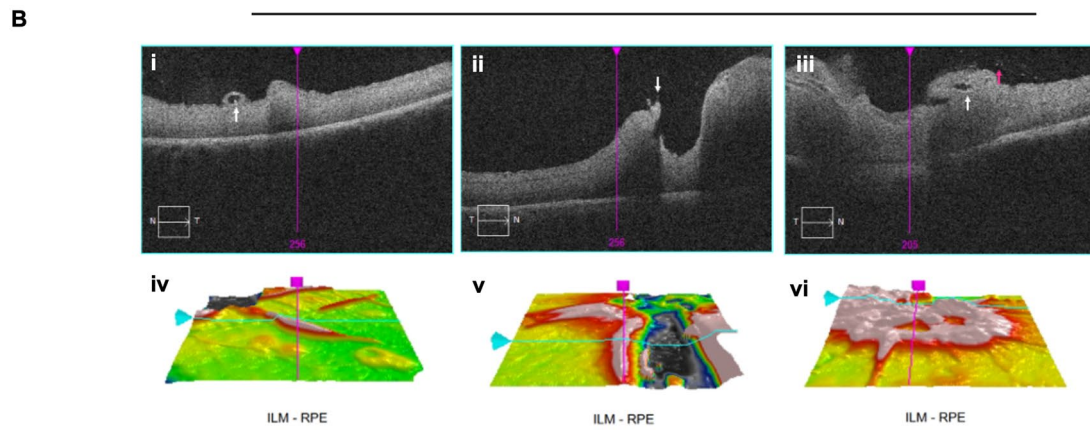 B
i
ii
iii
N T
T N
T N
256
256
265
iv
v
vi
ILM - RPE
ILM - RPE
ILM - RPE